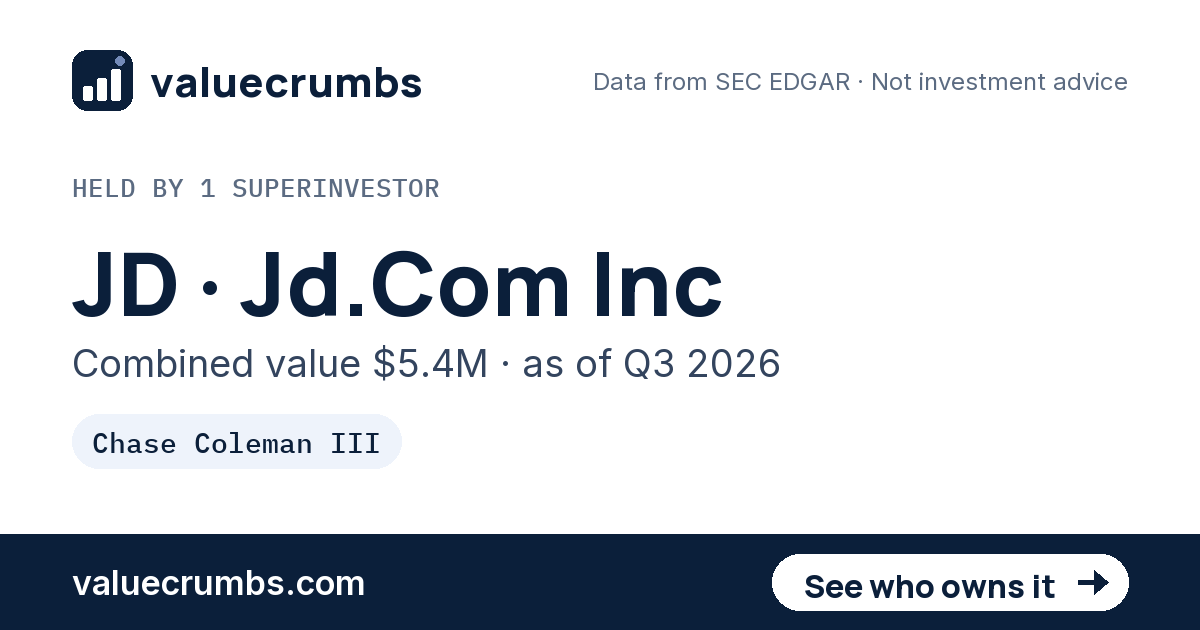 valuecrumbs
Data from SEC EDGAR · Not investment advice
HELD BY 1 SUPERINVESTOR
JD · Jd.Com Inc
Combined value $5.4M · as of Q3 2026
Chase Coleman III
valuecrumbs.com
See who owns it →